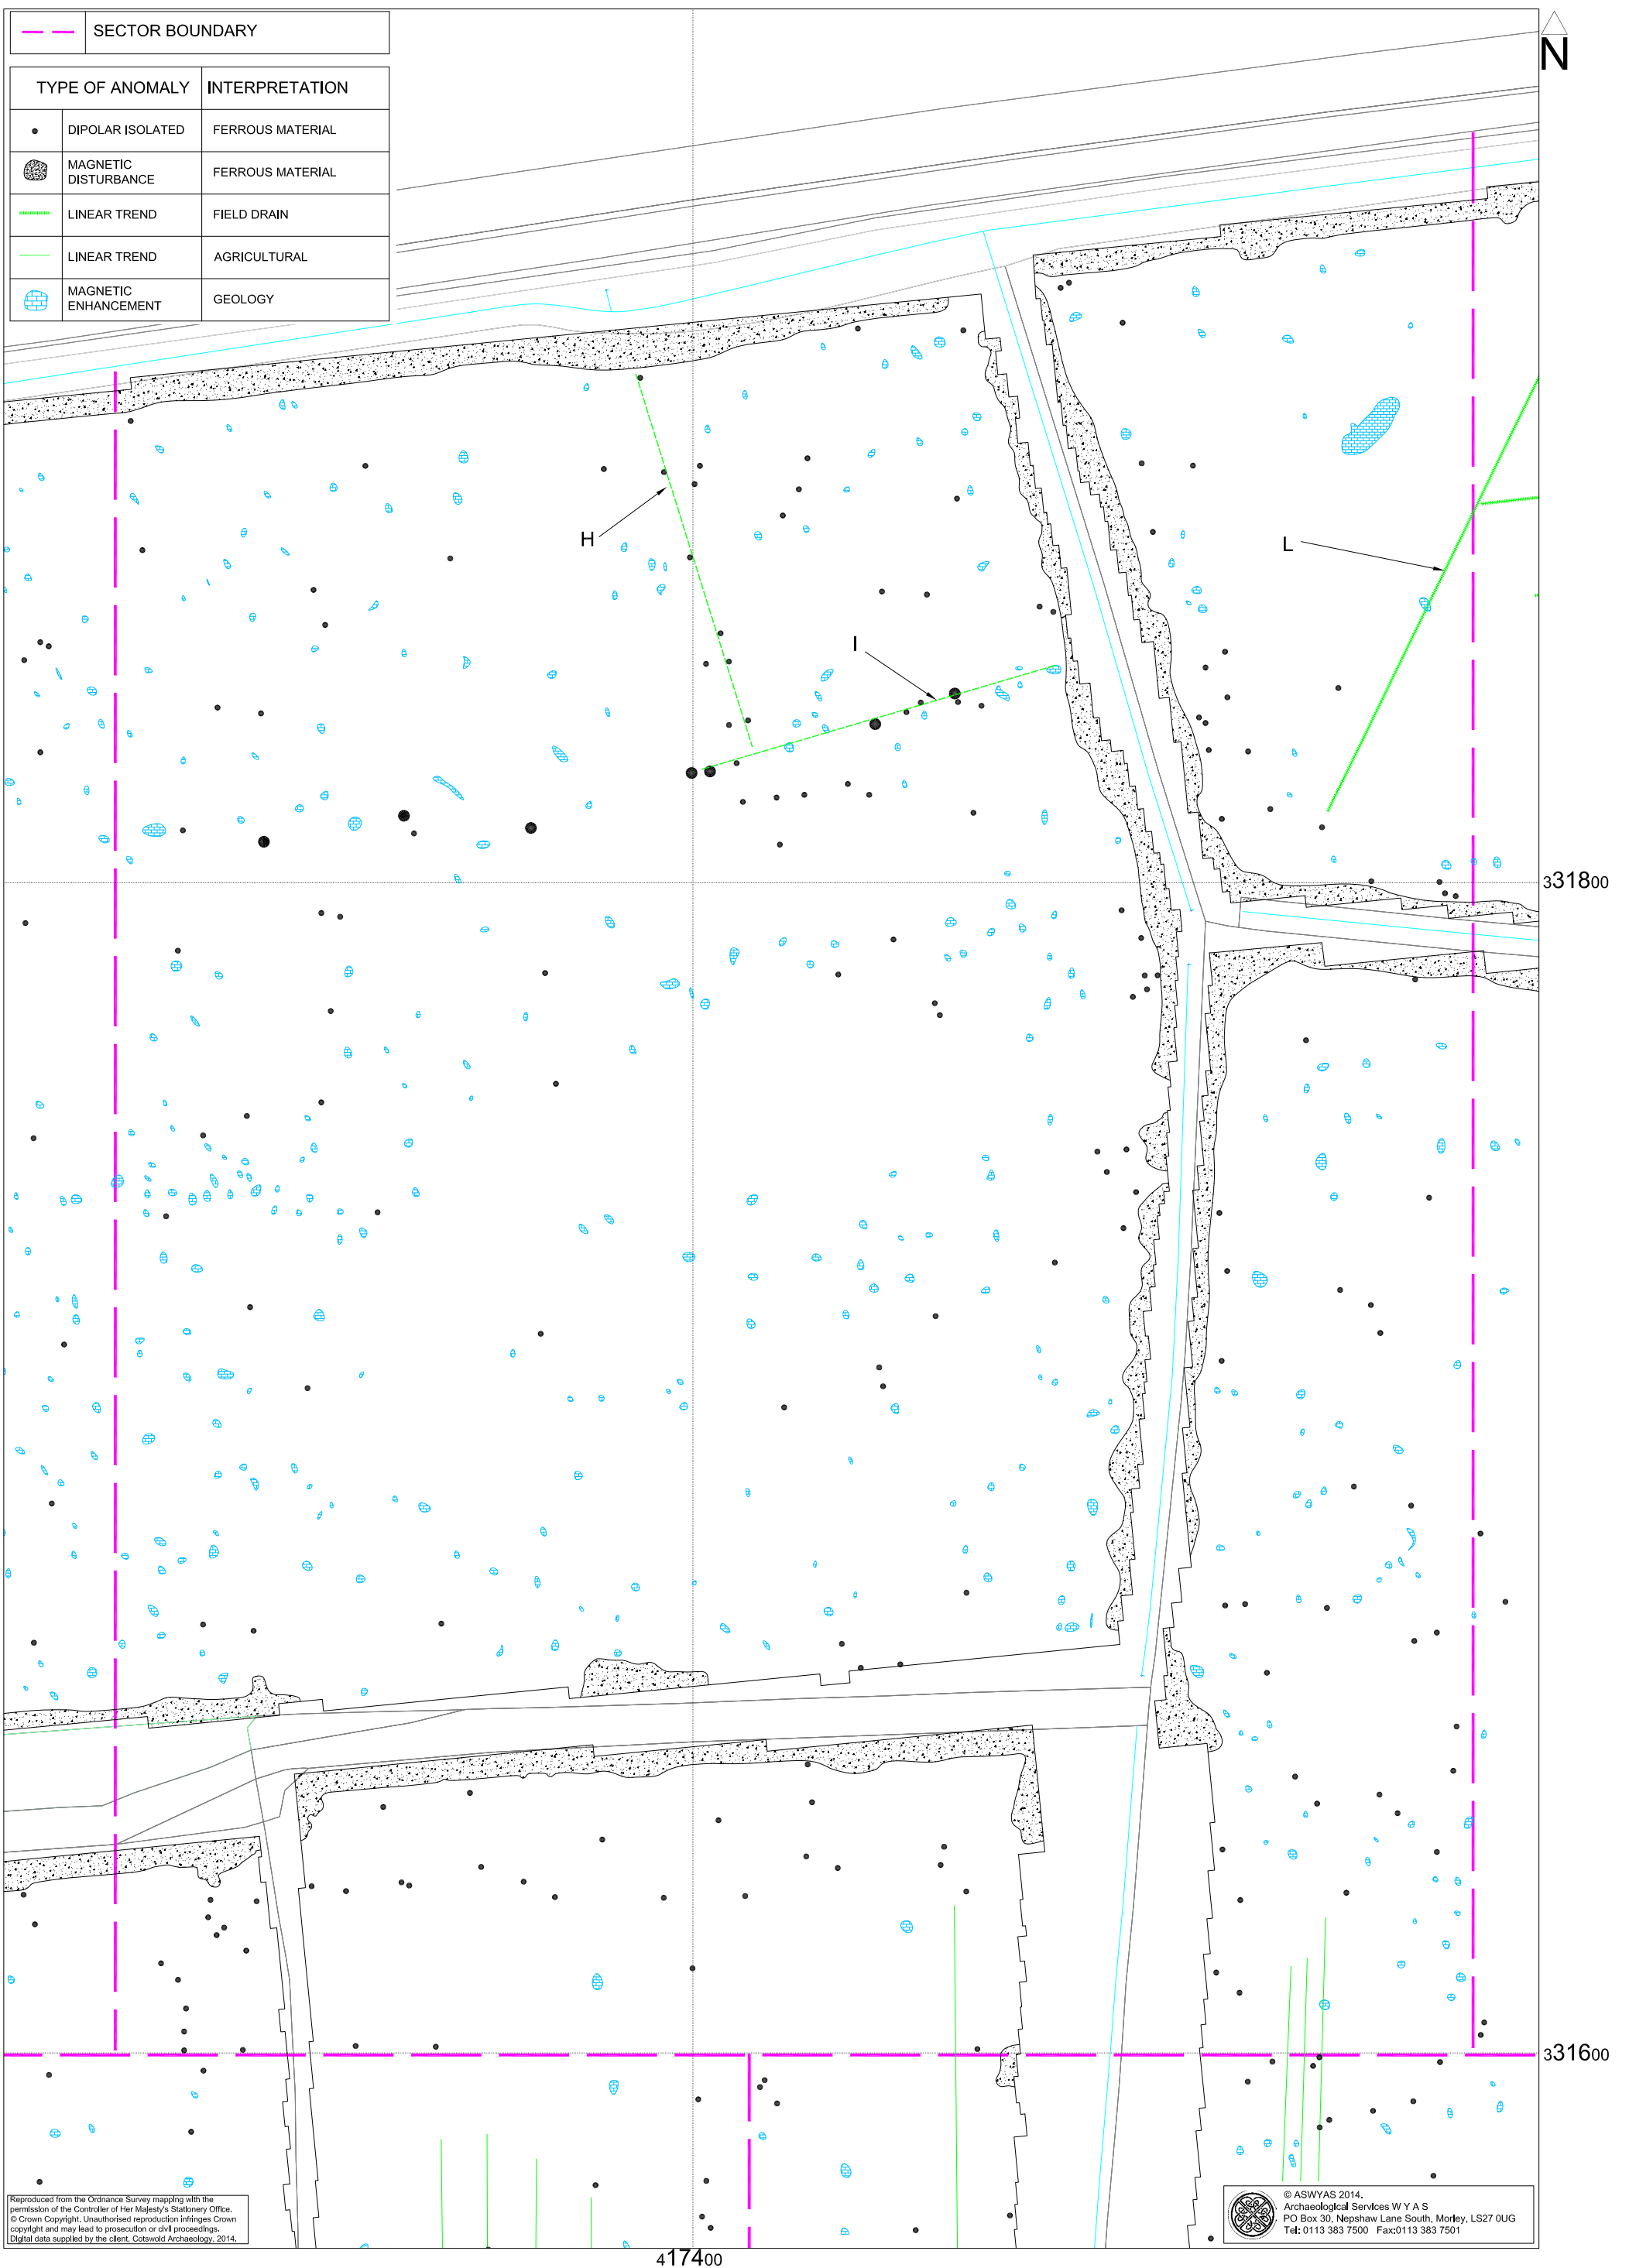 SECTOR BOUNDARY
N
TYPE OF ANOMALY INTERPRETATION
DIPOLAR ISOLATED FERROUS MATERIAL
MAGNETIC
DISTURBANCE FERROUS MATERIAL
LINEAR TREND FIELD DRAIN
LINEAR TREND AGRICULTURAL
MAGNETIC
ENHANCEMENT GEOLOGY
H
L
I
331800
331600
Reproduced from the Ordnance Survey mapping with the
permission of the Controller of Her Majesty's Stationery Office.
© Crown Copyright. Unauthorised reproduction infringes Crown
copyright and may lead to prosecution or civil proceedings.
Digital data supplied by the client, Cotswold Archaeology, 2014.
© ASWYAS 2014.
Archaeological Services W Y A S
PO Box 30, Nepshaw Lane South, Morley, LS27 0UG
Tel: 0113 383 7500 Fax:0113 383 7501
417400